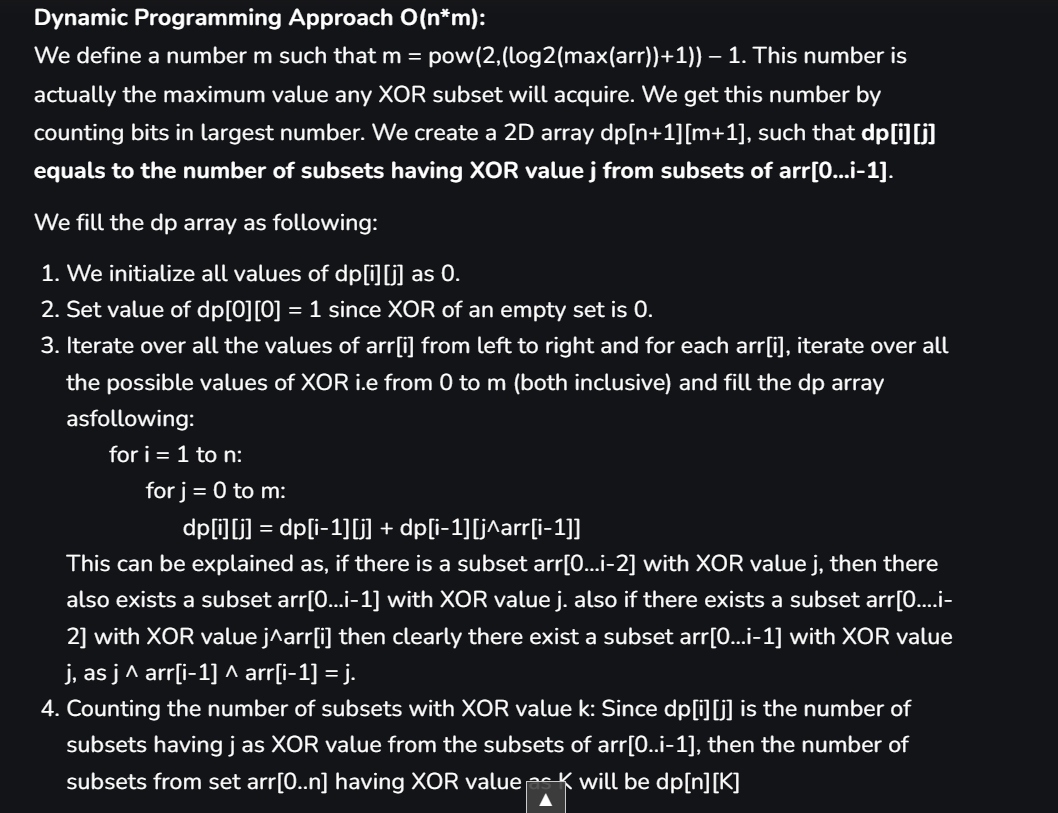 Dynamic Programming Approach O(n*m):
We define a number m such that m = pow(2,(log2(max(arr))+1)) – 1. This number is
actually the maximum value any XOR subset will acquire. We get this number by
counting bits in largest number. We create a 2D array dp[n+1][m+1], such that dp[i][j]
equals to the number of subsets having XOR value j from subsets of arr[0...i-1].
We fill the dp array as following:
1. We initialize all values of dp[i][j] as 0.
2. Set value of dp[0][0] = 1 since XOR of an empty set is 0.
3. Iterate over all the values of arr[i] from left to right and for each arr[i], iterate over all
the possible values of XOR i.e from 0 to m (both inclusive) and fill the dp array
asfollowing:
for i = 1 to n:
for j = 0 to m:
dp[i][j] = dp[i-1][j] + dp[i-1][j^arr[i-1]]
This can be explained as, if there is a subset arr[0...i-2] with XOR value j, then there
also exists a subset arr[0...i-1] with XOR value j. also if there exists a subset arr[0....i-
2] with XOR value j^arr[i] then clearly there exist a subset arr[0...i-1] with XOR value
j, as j ^ arr[i-1] ^ arr[i-1] = j.
4. Counting the number of subsets with XOR value k: Since dp[i][j] is the number of
subsets having j as XOR value from the subsets of arr[0..i-1], then the number of
subsets from set arr[0..n] having XOR value as K will be dp[n][K]